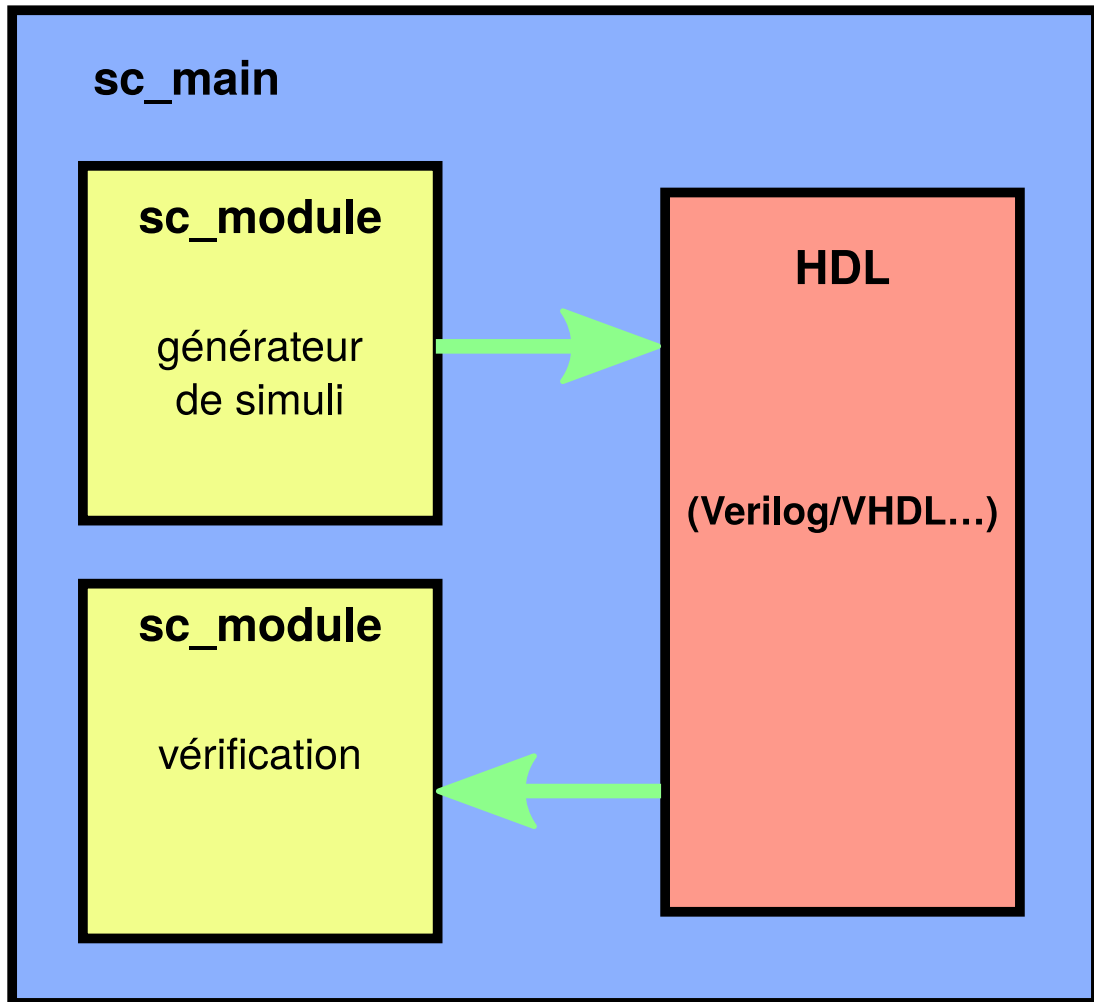 sc_main
sc_module
générateur
de simuli
HDL
(Verilog/VHDL…)
sc_module
vérification